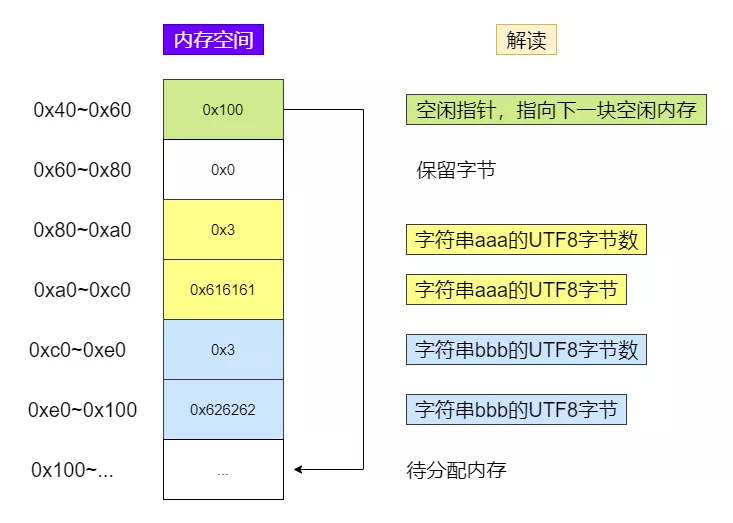 内存空间 解读
0x40~0x60 0x100 空闲指针，指向下一块空闲内存
0x60~0x80 0x0 保留字节
0x80~0xa0 0x3 字符串aaa的UTF8字节数
0xa0~0xc0 0x616161 字符串aaa的UTF8字节
0xc0~0xe0 0x3 字符串bbb的UTF8字节数
0xe0~0x100 0x626262 字符串bbb的UTF8字节
0x100~... ... 待分配内存